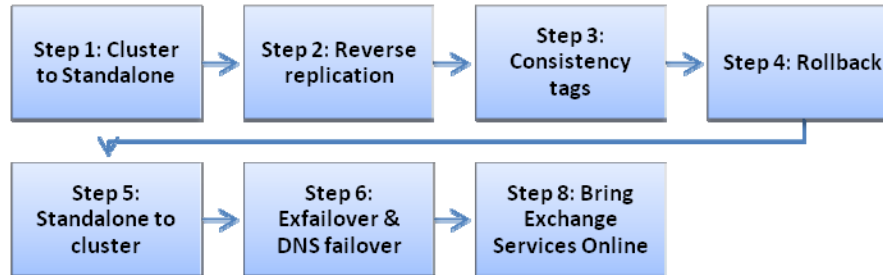 Step 1: Cluster
to Standalone
Step 2: Reverse
replication
Step 3:
Consistency
tags
Step 4: Rollback
Step 5:
Standalone to
cluster
Step 6:
Exfailover &
DNS failover
Step 8: Bring
Exchange
Services Online